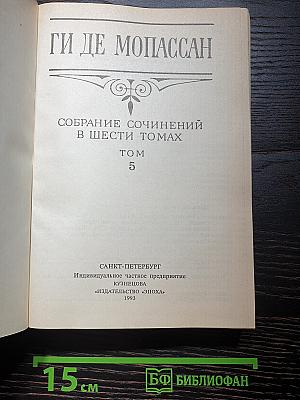 ГИ ДЕ МОПАССАН
СОБРАНИЕ СОЧИНЕНИЙ
В ШЕСТИ ТОМАХ
ТОМ
5
САНКТ-ПЕТЕРБУРГ
Индивидуальное частное предприятие
КУЗНЕЦОВА
«ИЗДАТЕЛЬСТВО «ЭПОХА»
1993
15 см
БФ БИБЛИОФАН